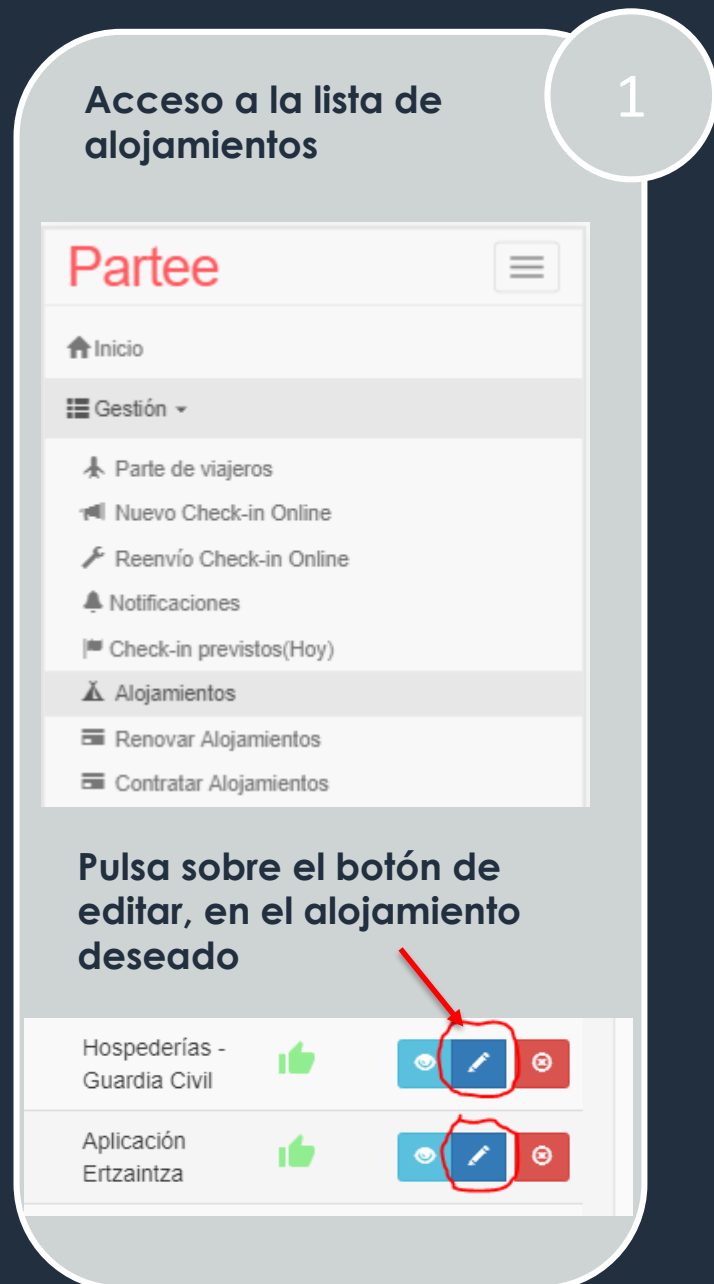 1
Acceso a la lista de
alojamientos
Partee
Inicio
Gestión
Parte de viajeros
Nuevo Check-in Online
Reenvío Check-in Online
Notificaciones
Check-in previstos(Hoy)
Alojamientos
Renovar Alojamientos
Contratar Alojamientos
Pulsa sobre el botón de
editar, en el alojamiento
deseado
Hospederías -
Guardia Civil
Aplicación
Ertzaintza